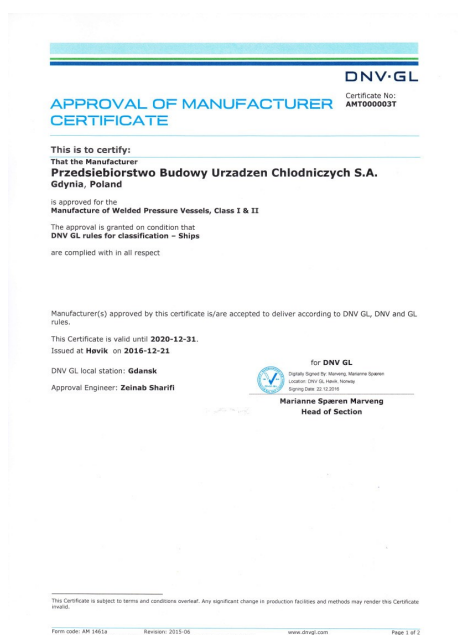 DNV·GL
Certificate No:
AMT000003T
APPROVAL OF MANUFACTURER
CERTIFICATE
This is to certify:
That the Manufacturer
Przedsiebiorstwo Budowy Urzadzen Chlodniczych S.A.
Gdynia, Poland
is approved for the
Manufacture of Welded Pressure Vessels, Class I & II
The approval is granted on condition that
DNV GL rules for classification – Ships
are complied with in all respect
Manufacturer(s) approved by this certificate is/are accepted to deliver according to DNV GL, DNV and GL
rules.
This Certificate is valid until 2020-12-31.
Issued at Høvik on 2016-12-21
for DNV GL
DNV GL local station: Gdansk
Digitally Signed By: Marveng, Marianne Spæren
Location: DNV GL Høvik, Norway
Signing Date: 22.12.2016
Approval Engineer: Zeinab Sharifi
Marianne Spæren Marveng
Head of Section
This Certificate is subject to terms and conditions overleaf. Any significant change in production facilities and methods may render this Certificate
invalid.
Form code: AM 1461a Revision: 2015-06 www.dnvgl.com Page 1 of 2